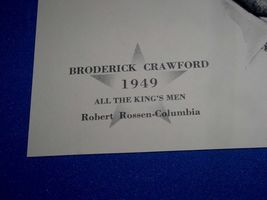 BRODERICK CRAWFORD
1949
ALL THE KING'S MEN
Robert Rossen-Columbia